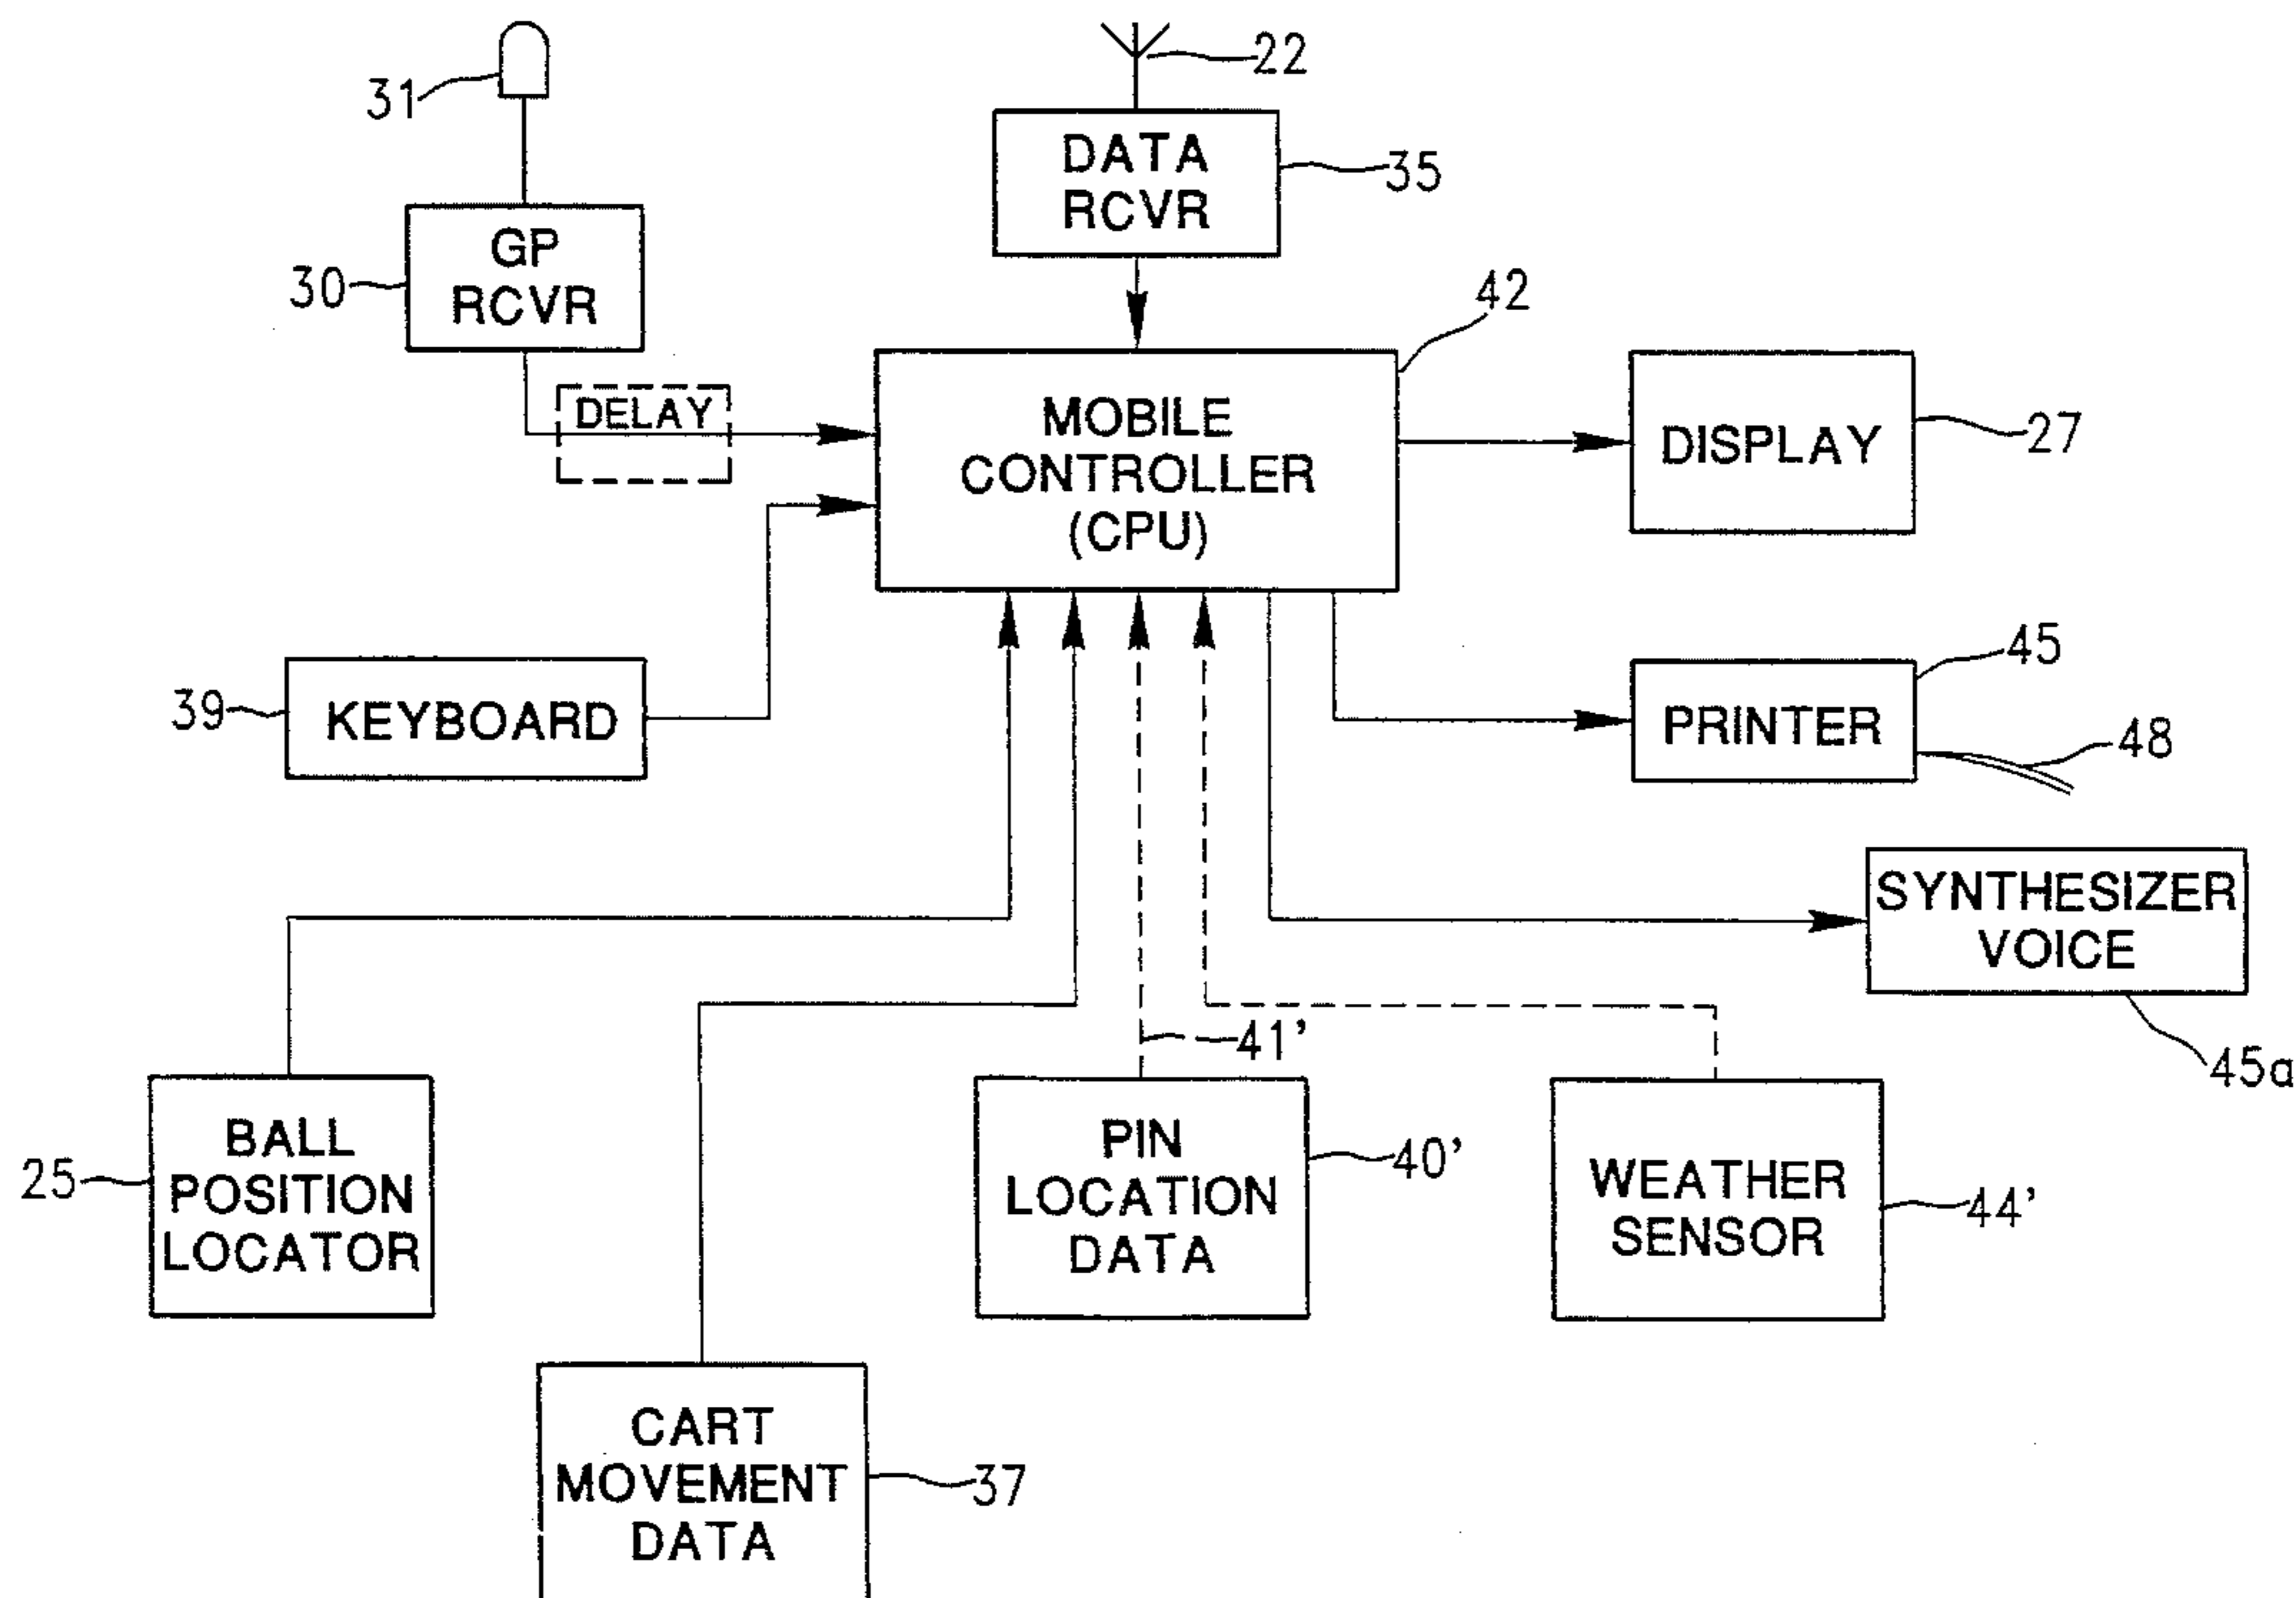 31
22
DATA
RCVR
35
GP
RCVR
30
42
DELAY
MOBILE
CONTROLLER
(CPU)
DISPLAY
27
39
KEYBOARD
45
PRINTER
48
SYNTHESIZER
VOICE
45a
41'
25
BALL
POSITION
LOCATOR
PIN
LOCATION
DATA
40'
WEATHER
SENSOR
44'
CART
MOVEMENT
DATA
37